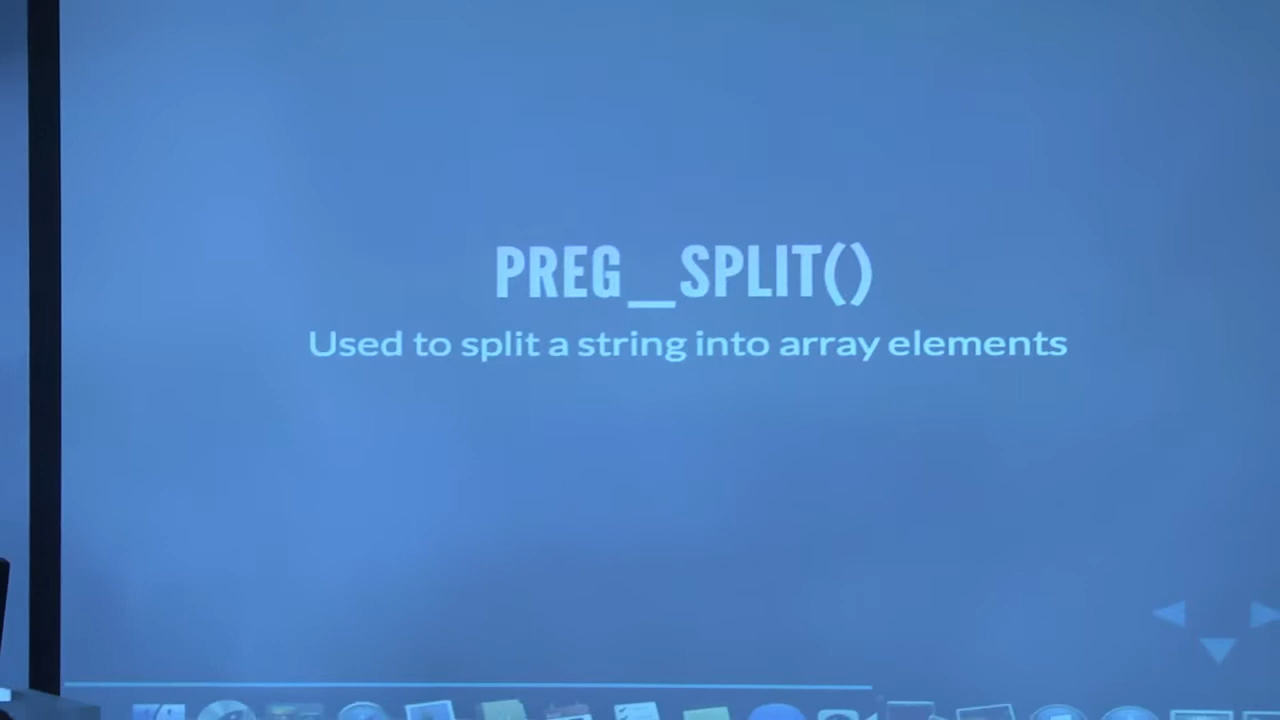 PREG_SPLIT()
Used to split a string into array elements